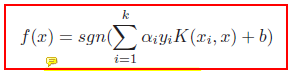 f(x) = sgn(∑_{i=1}^{k} α_i y_i K(x_i, x) + b)